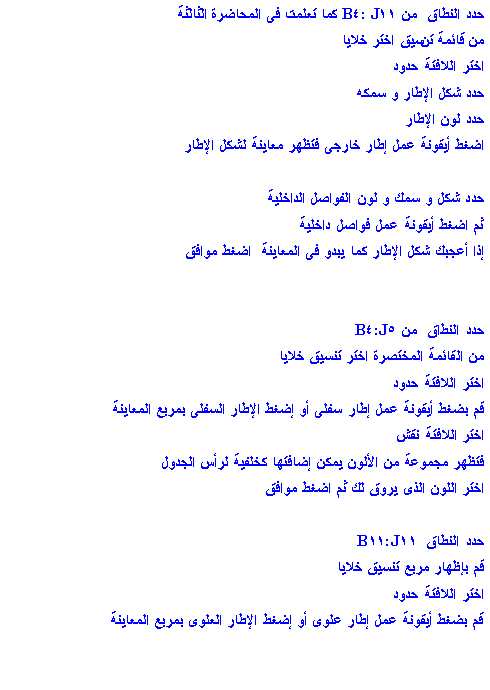 حدد النطاق من B٤: J١١ كما تعلمت فى المحاضرة الثالثة
من قائمة تنسيق اختر خلايا
اختر اللافتة حدود
حدد شكل الإطار و سمكه
حدد لون الإطار
اضغط أيقونة عمل إطار خارجى فتظهر معاينة لشكل الإطار
حدد شكل و سمك و لون الفواصل الداخلية
ثم اضغط أيقونة عمل فواصل داخلية
إذا أعجبك شكل الإطار كما يبدو فى المعاينة اضغط موافق
حدد النطاق من B٤:J٥
من القائمة المختصرة اختر تنسيق خلايا
اختر اللافتة حدود
قم بضغط أيقونة عمل إطار سفلى أو إضغط الإطار السفلى بمربع المعاينة
اختر اللافتة نقش
فتظهر مجموعة من الألون يمكن إضافتها كخلفية لرأس الجدول
اختر اللون الذى يروق لك ثم اضغط موافق
حدد النطاق B١١:J١١
قم بإظهار مربع تنسيق خلايا
اختر اللافتة حدود
قم بضغط أيقونة عمل إطار علوى أو إضغط الإطار العلوى بمربع المعاينة